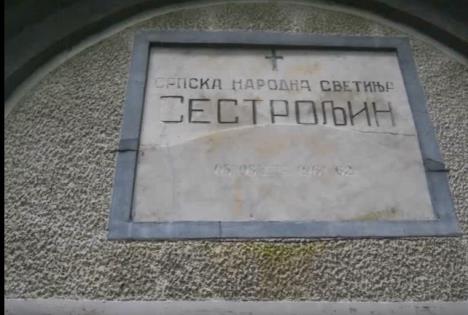 СРПСКА НАРОДНА СВЕТИЊА
СЕСТРОЉИН